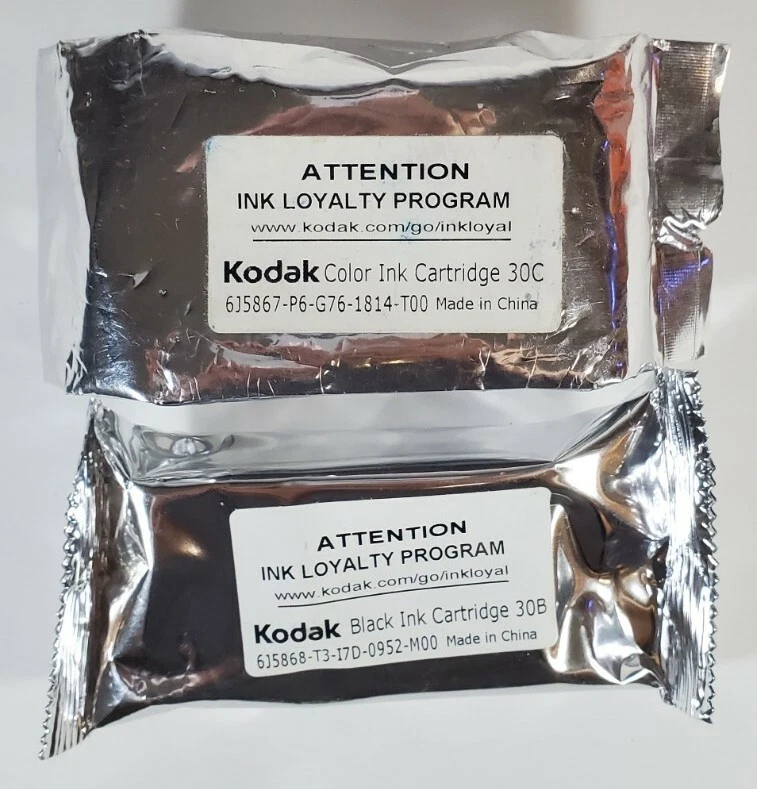 ATTENTION
INK LOYALTY PROGRAM
www.kodak.com/go/inkloyal
Kodak Color Ink Cartridge 30C
6J5867-P6-G76-1814-T00 Made in China
ATTENTION
INK LOYALTY PROGRAM
www.kodak.com/go/inkloyal
Kodak Black Ink Cartridge 30B
6J5868-T3-I7D-0952-M00 Made in China